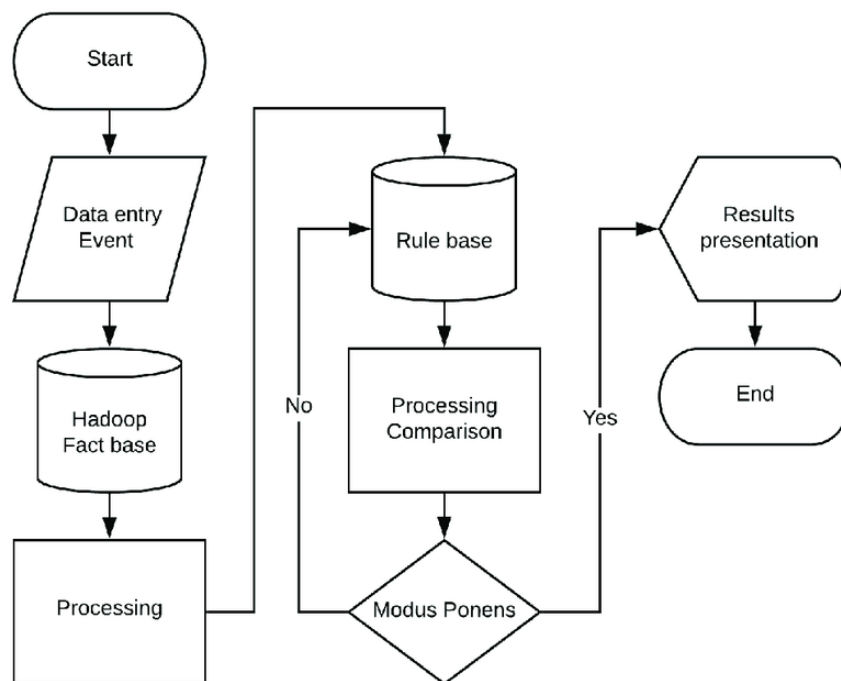 Start
Data entry
Event
Hadoop
Fact base
Processing
Rule base
Processing
Comparison
Modus Ponens
No
Yes
Results
presentation
End